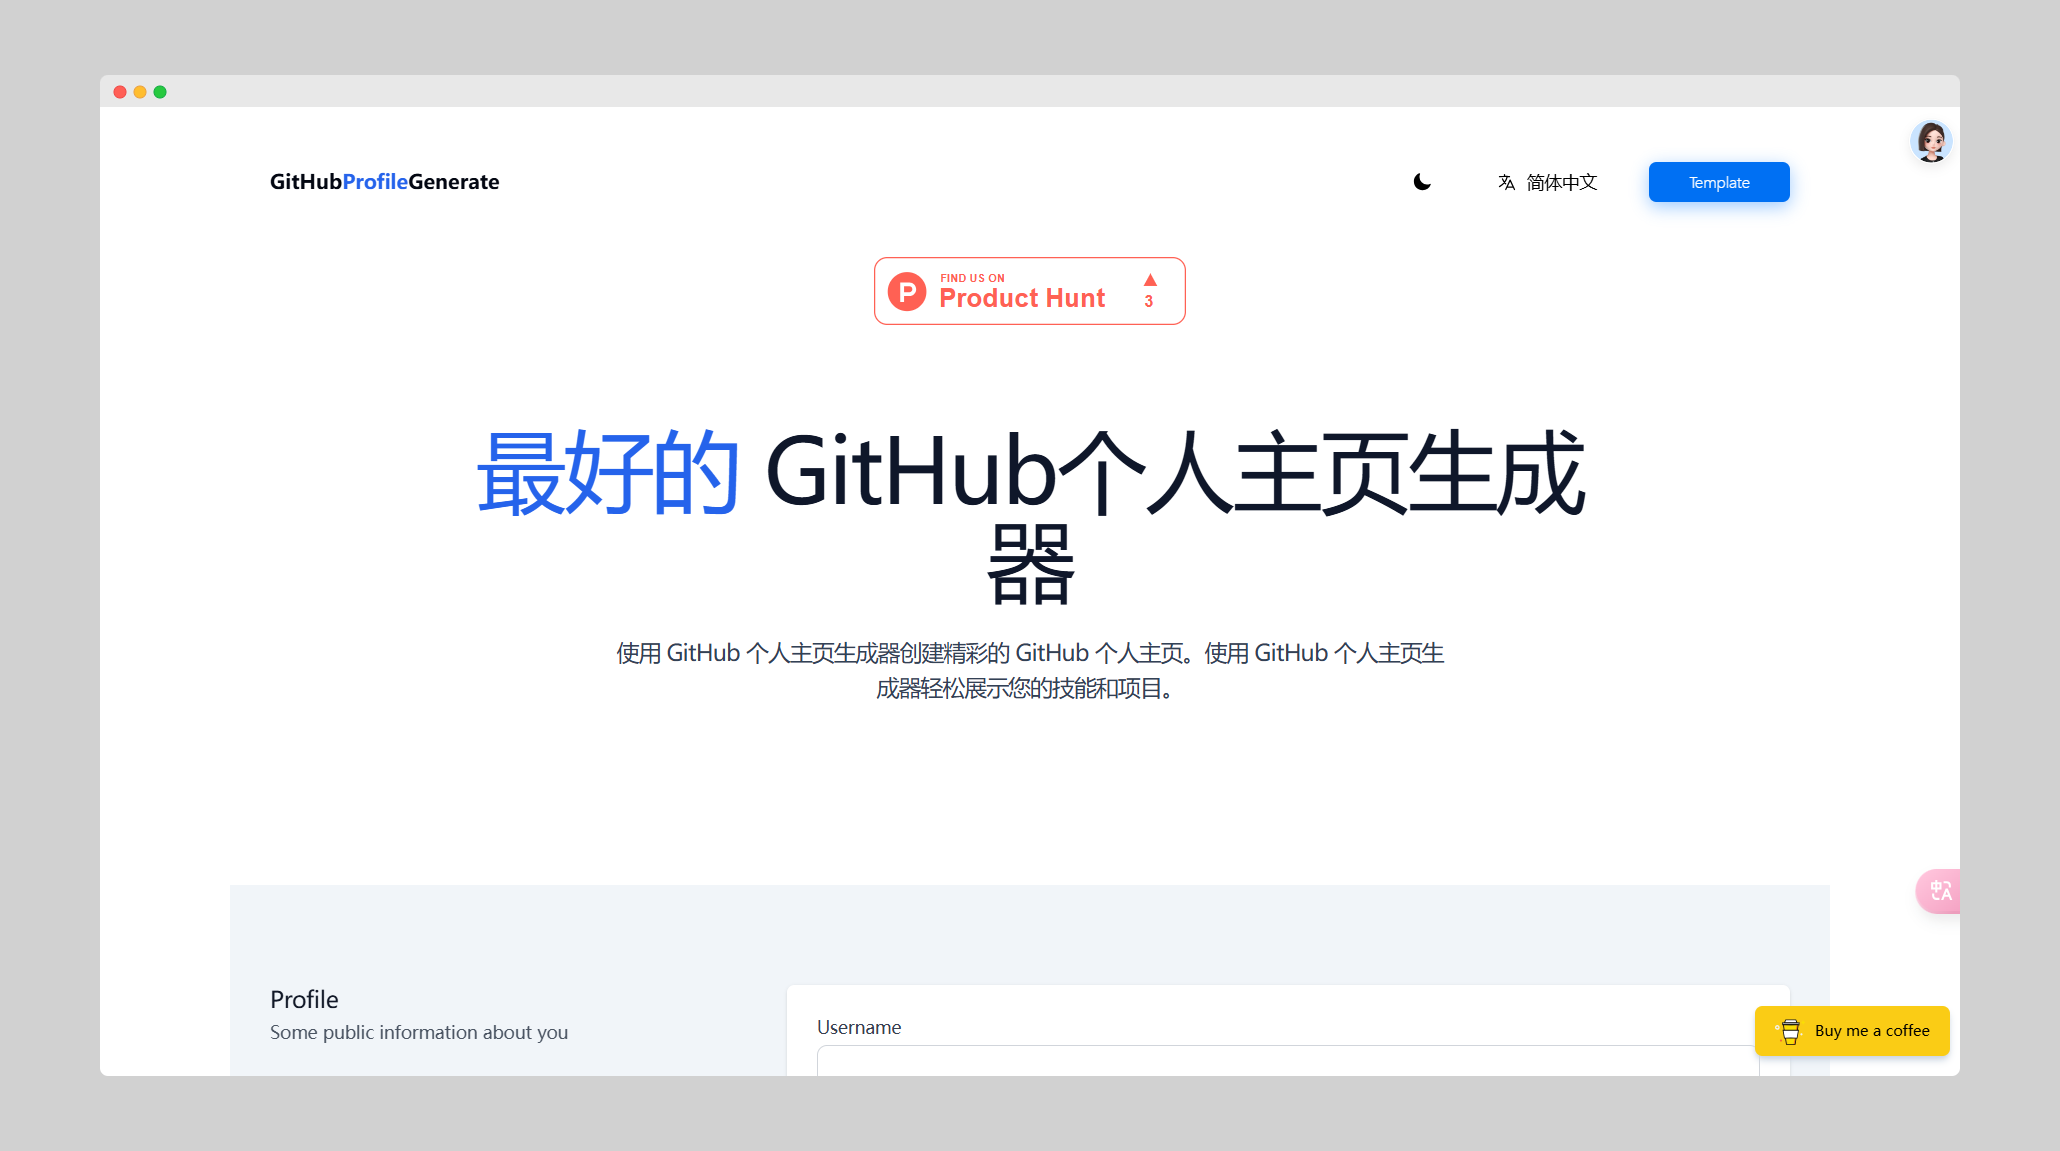 GitHubProfileGenerate
简体中文
Template
FIND US ON
Product Hunt
3
最好的 GitHub个人主页生成
器
使用 GitHub 个人主页生成器创建精彩的 GitHub 个人主页。使用 GitHub 个人主页生
成器轻松展示您的技能和项目。
Profile
Some public information about you
Username
Buy me a coffee